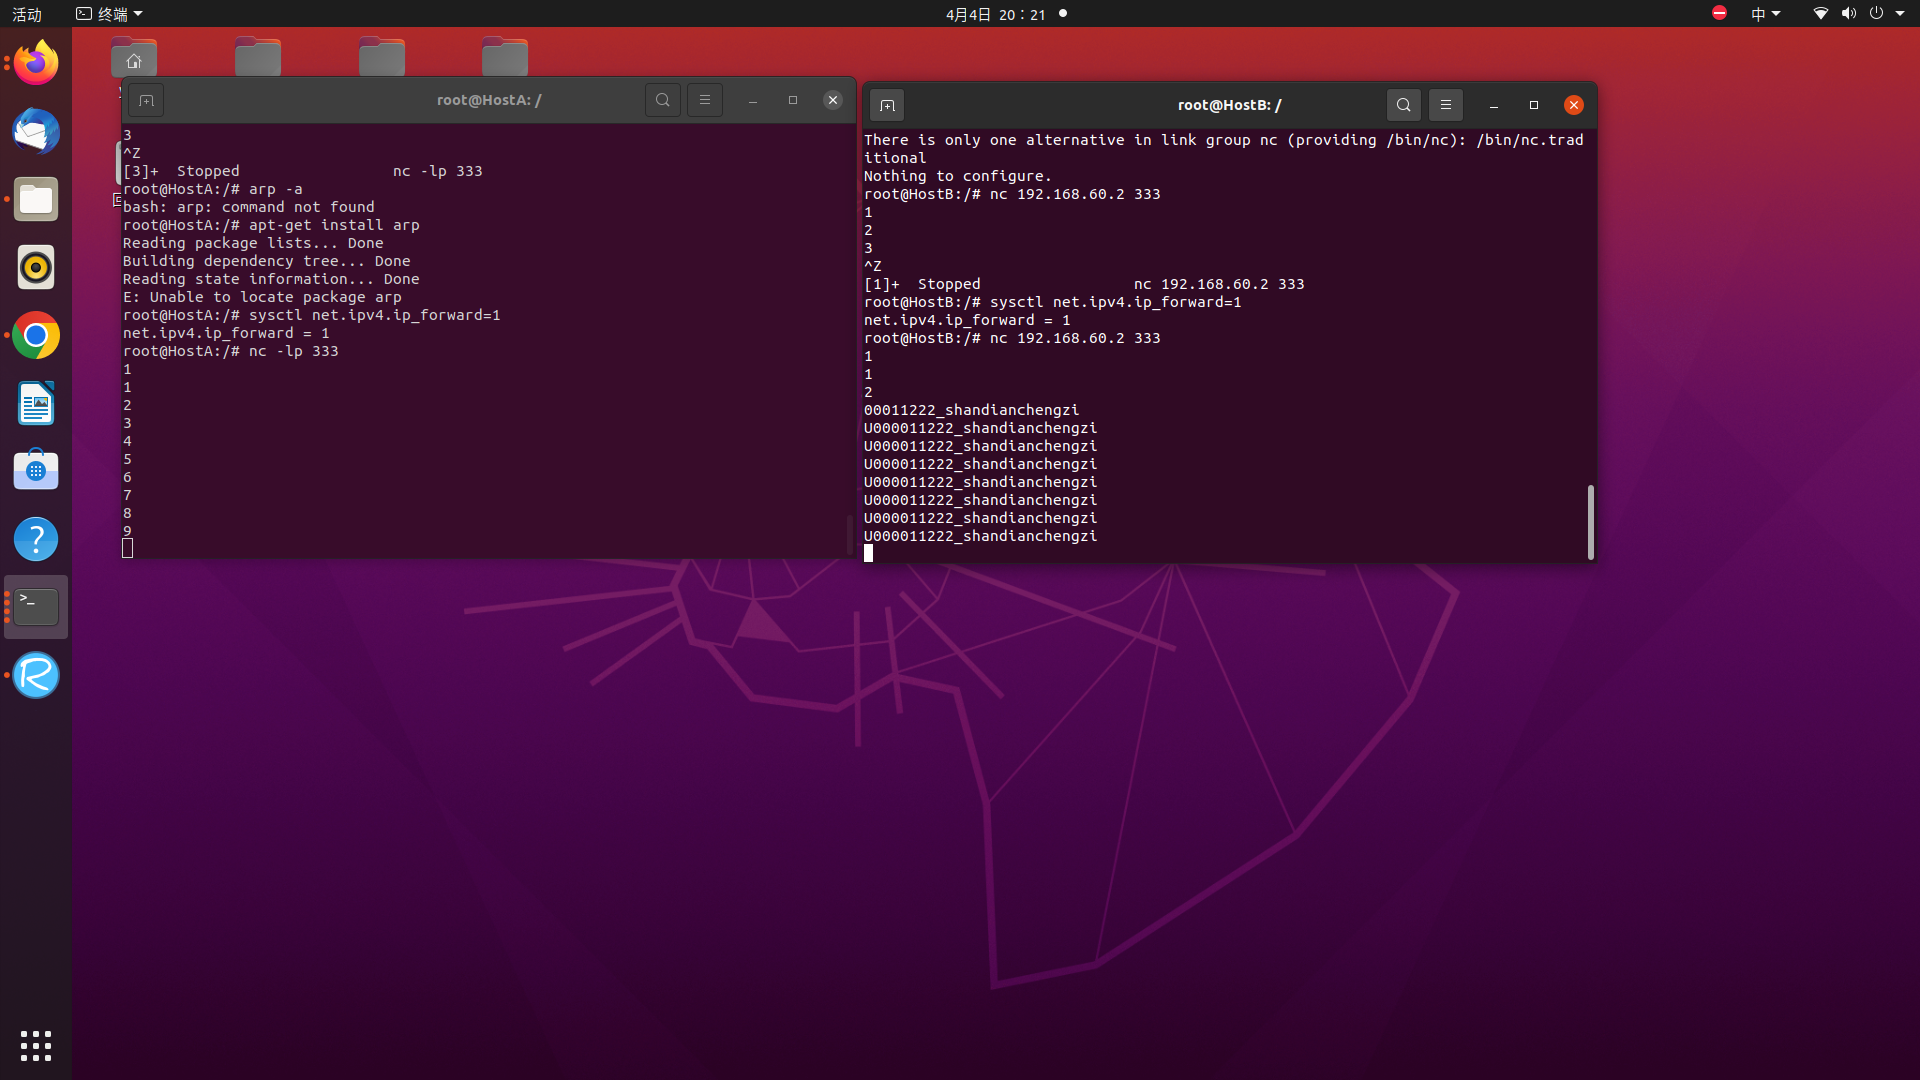 活动
终端
4月4日 20：21
中
root@HostA: /
3
^Z
[3]+  Stopped                 nc -lp 333
root@HostA:/# arp -a
bash: arp: command not found
root@HostA:/# apt-get install arp
Reading package lists... Done
Building dependency tree... Done
Reading state information... Done
E: Unable to locate package arp
root@HostA:/# sysctl net.ipv4.ip_forward=1
net.ipv4.ip_forward = 1
root@HostA:/# nc -lp 333
1
1
2
3
4
5
6
7
8
9
root@HostB: /
There is only one alternative in link group nc (providing /bin/nc): /bin/nc.trad
itional
Nothing to configure.
root@HostB:/# nc 192.168.60.2 333
1
2
3
^Z
[1]+  Stopped                 nc 192.168.60.2 333
root@HostB:/# sysctl net.ipv4.ip_forward=1
net.ipv4.ip_forward = 1
root@HostB:/# nc 192.168.60.2 333
1
1
2
00011222_shandianchengzi
U000011222_shandianchengzi
U000011222_shandianchengzi
U000011222_shandianchengzi
U000011222_shandianchengzi
U000011222_shandianchengzi
U000011222_shandianchengzi
U000011222_shandianchengzi